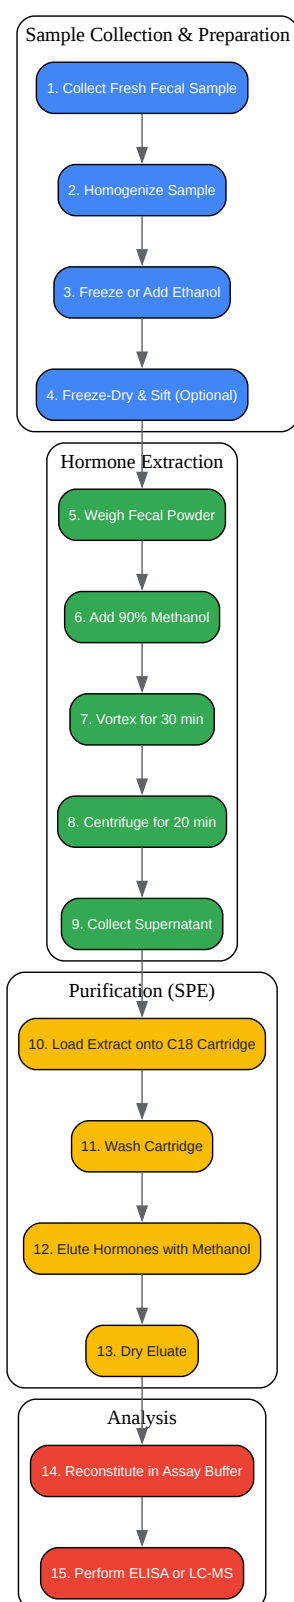 Sample Collection & Preparation
1. Collect Fresh Fecal Sample
2. Homogenize Sample
3. Freeze or Add Ethanol
4. Freeze-Dry & Sift (Optional)
Hormone Extraction
5. Weigh Fecal Powder
6. Add 90% Methanol
7. Vortex for 30 min
8. Centrifuge for 20 min
9. Collect Supernatant
Purification (SPE)
10. Load Extract onto C18 Cartridge
11. Wash Cartridge
12. Elute Hormones with Methanol
13. Dry Eluate
Analysis
14. Reconstitute in Assay Buffer
15. Perform ELISA or LC-MS